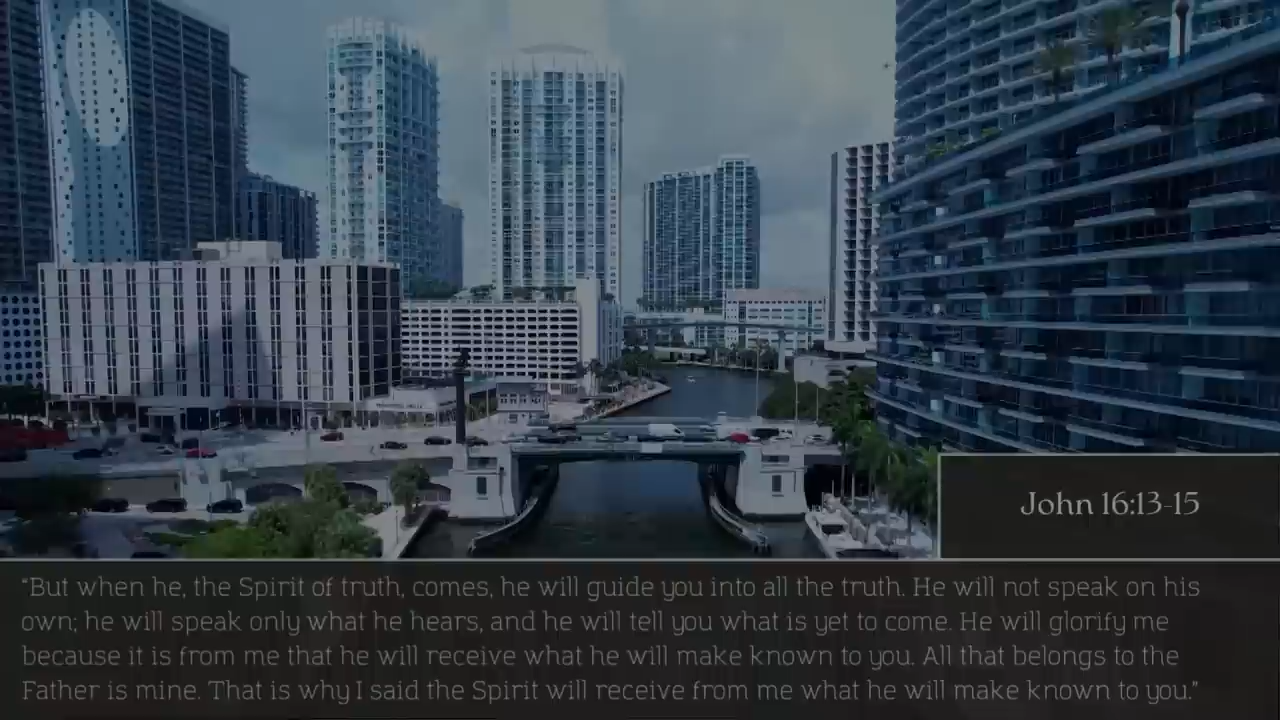 John 16:13-15
“But when he, the Spirit of truth, comes, he will guide you into all the truth. He will not speak on his
own; he will speak only what he hears, and he will tell you what is yet to come. He will glorify me
because it is from me that he will receive what he will make known to you. All that belongs to the
Father is mine. That is why I said the Spirit will receive from me what he will make known to you.”